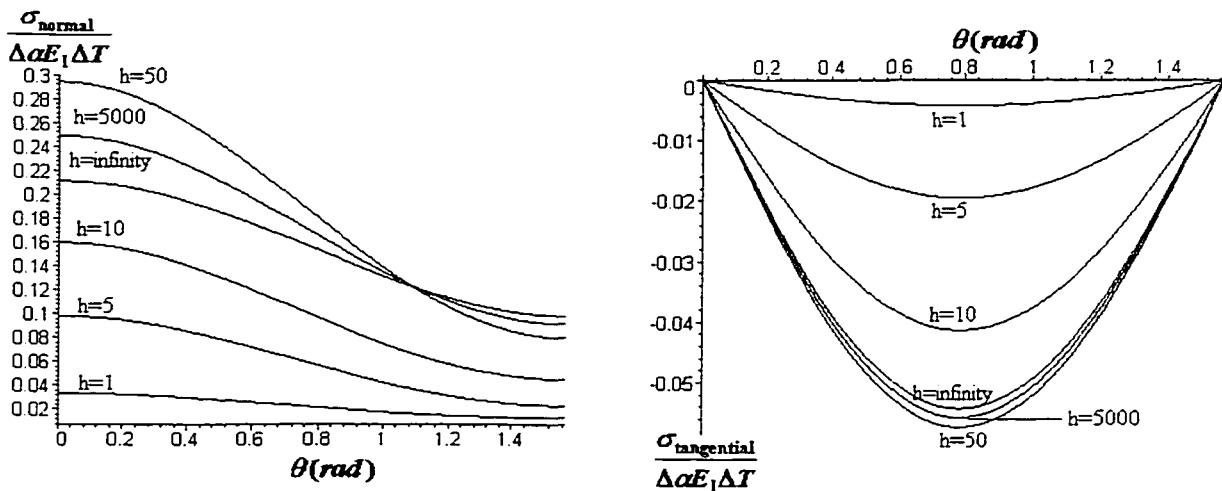 σnormal
ΔαE_I ΔT
0.3
0.28
0.26
0.24
0.22
0.2
0.18
0.16
0.14
0.12
0.1
0.08
0.06
0.04
0.02
h=50
h=5000
h=infinity
h=10
h=5
h=1
0 0.2 0.4 0.6 0.8 1 1.2 1.4
θ(rad)
θ(rad)
0.2 0.4 0.6 0.8 1 1.2 1.4
0
-0.01
-0.02
-0.03
-0.04
-0.05
h=1
h=5
h=10
h=infinity
h=5000
h=50
σtangential
ΔαE_I ΔT